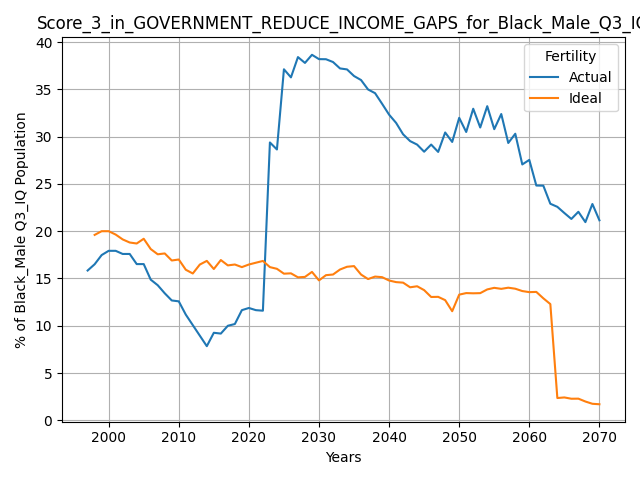 Score_3_in_GOVERNMENT_REDUCE_INCOME_GAPS_for_Black_Male_Q3_IQ
Fertility
Actual
Ideal
% of Black_Male Q3_IQ Population
40
35
30
25
20
15
10
5
0
2000 2010 2020 2030 2040 2050 2060 2070
Years